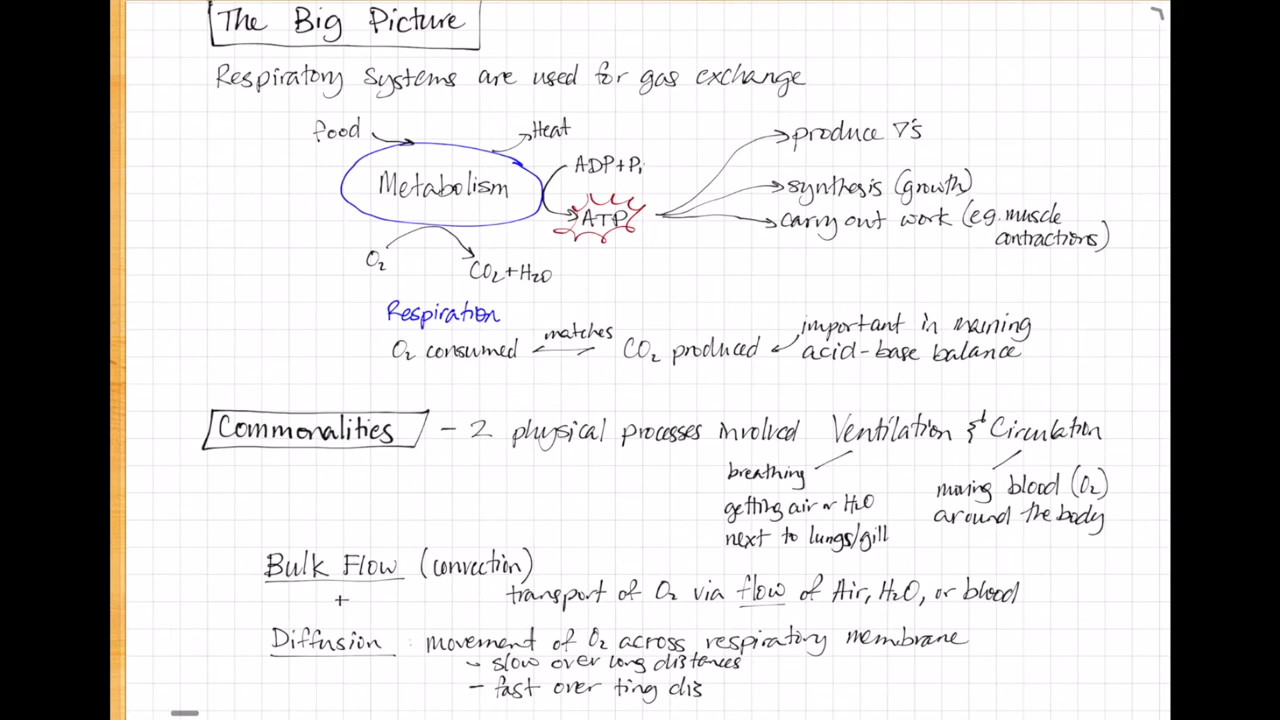 The Big Picture
Respiratory Systems are used for gas exchange
food
Heat
Metabolism
ADP+Pi
ATP
O2
CO2+H2O
produce ∇'s
synthesis (growth)
carry out work (eg. muscle
contractions)
Respiration
O2 consumed matches CO2 produced
important in maining
acid-base balance
Commonalities - 2 physical processes involved Ventilation & Circulation
breathing
getting air or H2O
next to lungs/gill
moving blood (O2)
around the body
Bulk Flow (convection)
transport of O2 via flow of Air, H2O, or blood
+
Diffusion : movement of O2 across respiratory membrane
- slow over long distances
- fast over ting dis